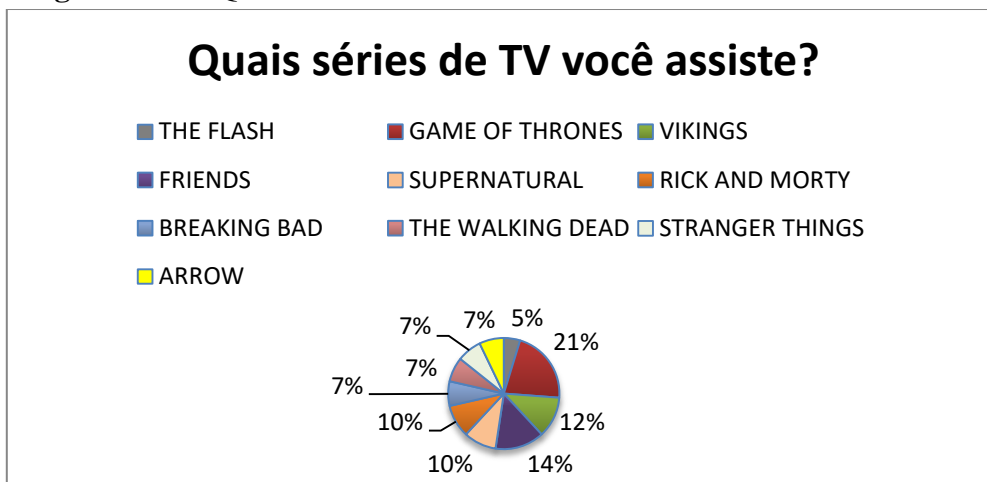 Quais séries de TV você assiste?
THE FLASH GAME OF THRONES VIKINGS
FRIENDS SUPERNATURAL RICK AND MORTY
BREAKING BAD THE WALKING DEAD STRANGER THINGS
ARROW
7% 7% 5%
21%
7%
7%
10% 12%
10% 14%